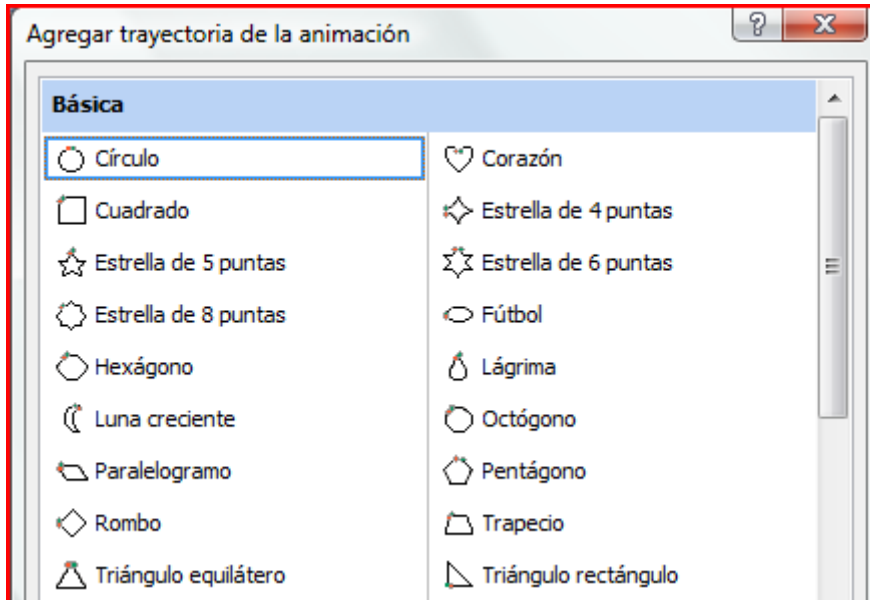 Agregar trayectoria de la animación
Básica
Círculo
Corazón
Cuadrado
Estrella de 4 puntas
Estrella de 5 puntas
Estrella de 6 puntas
Estrella de 8 puntas
Fútbol
Hexágono
Lágrima
Luna creciente
Octógono
Paralelogramo
Pentágono
Rombo
Trapecio
Triángulo equilátero
Triángulo rectángulo